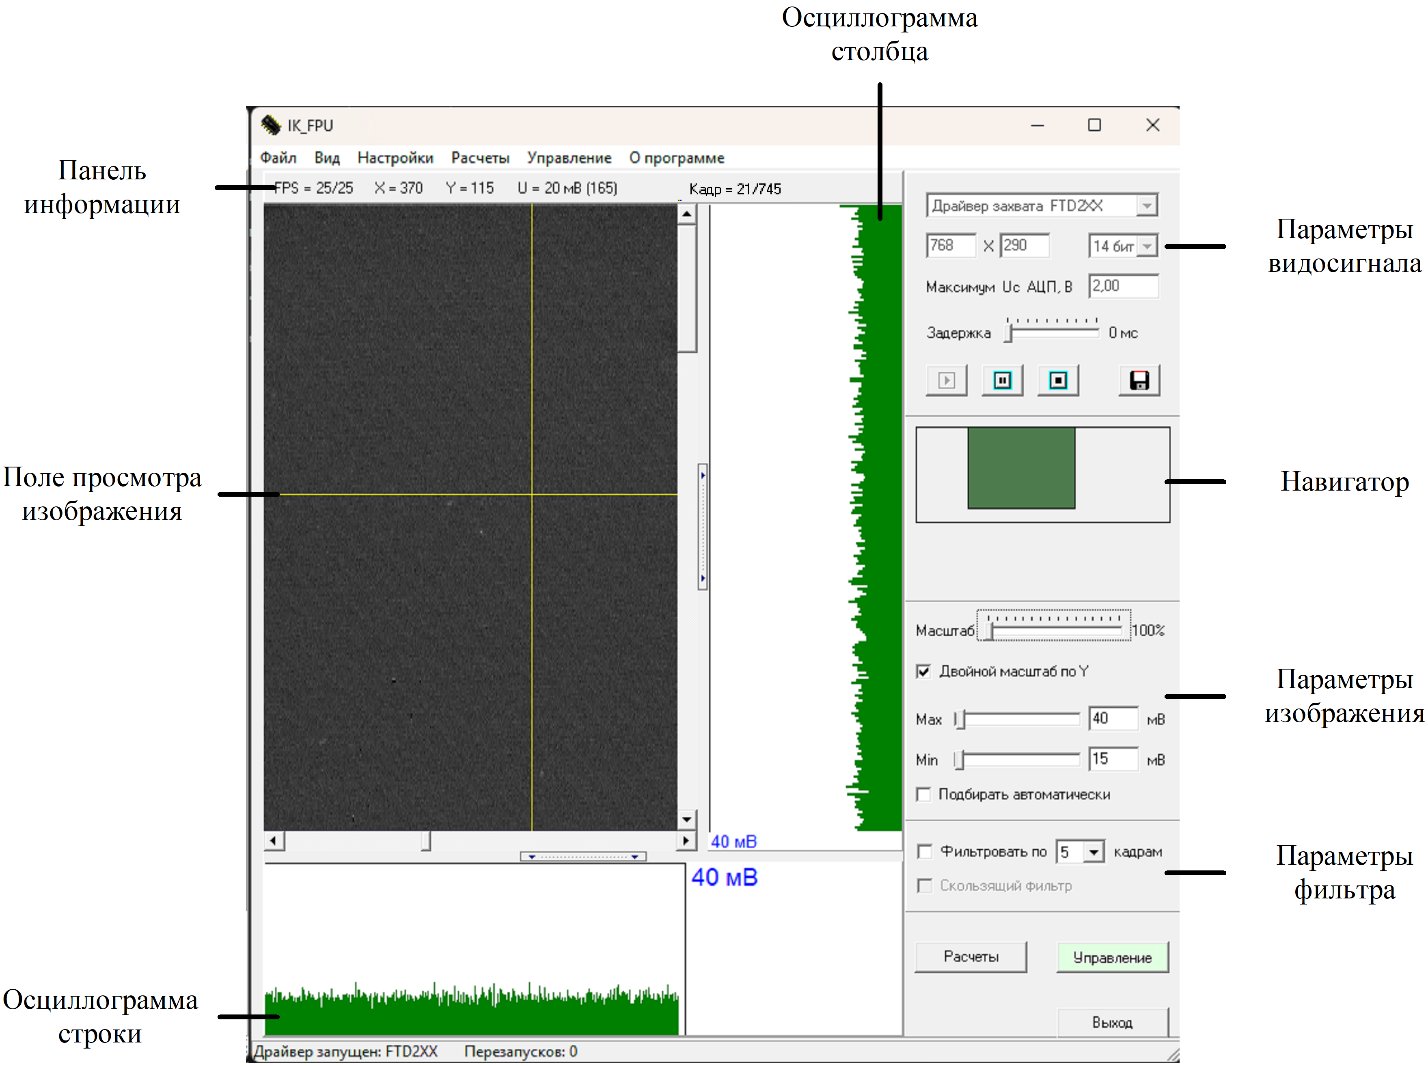 Осциллограмма
столбца
IK_FPU
Файл Вид Настройки Расчеты Управление О программе
Панель
информации
FPS = 25/25 X = 370 Y = 115 U = 20 мВ (165) Кадр = 21/745
Драйвер захвата FTD2XX
768 X 290 14 бит
Параметры
видосигнала
Максимум Uc АЦП, В 2,00
Задержка 0 мс
Поле просмотра
изображения
Навигатор
Масштаб 100%
Двойной масштаб по Y
Параметры
изображения
Max 40 мВ
Min 15 мВ
Подбирать автоматически
40 мВ
Фильтровать по 5 кадрам
Параметры
фильтра
40 мВ
Скользящий фильтр
Расчеты Управление
Осциллограмма
строки
Выход
Драйвер запущен: FTD2XX Перезапусков: 0